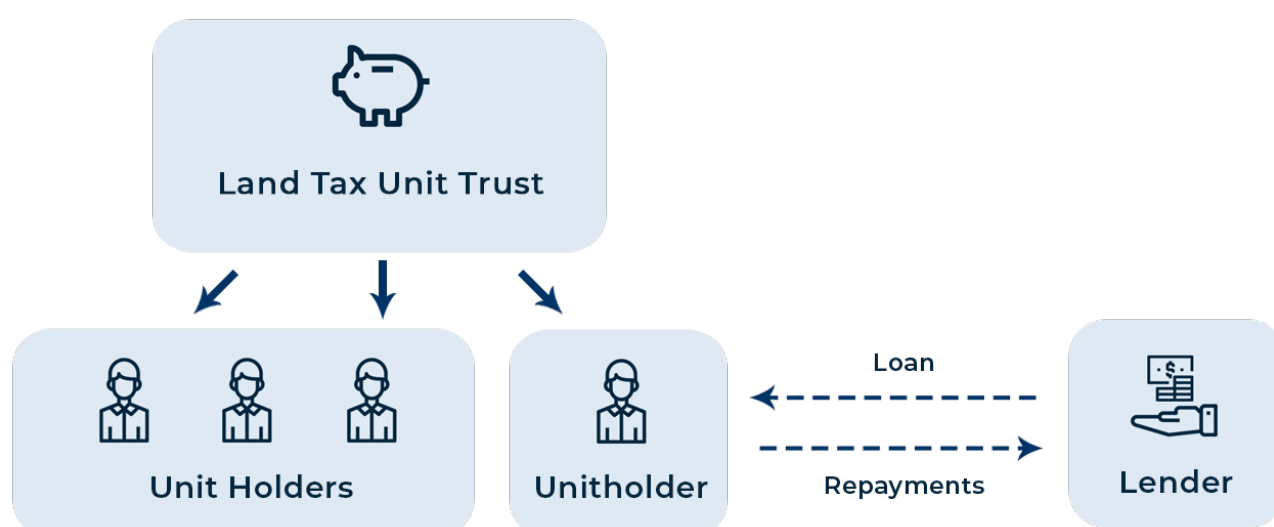 Land Tax Unit Trust
Loan
Unit Holders
Unitholder
Repayments
Lender